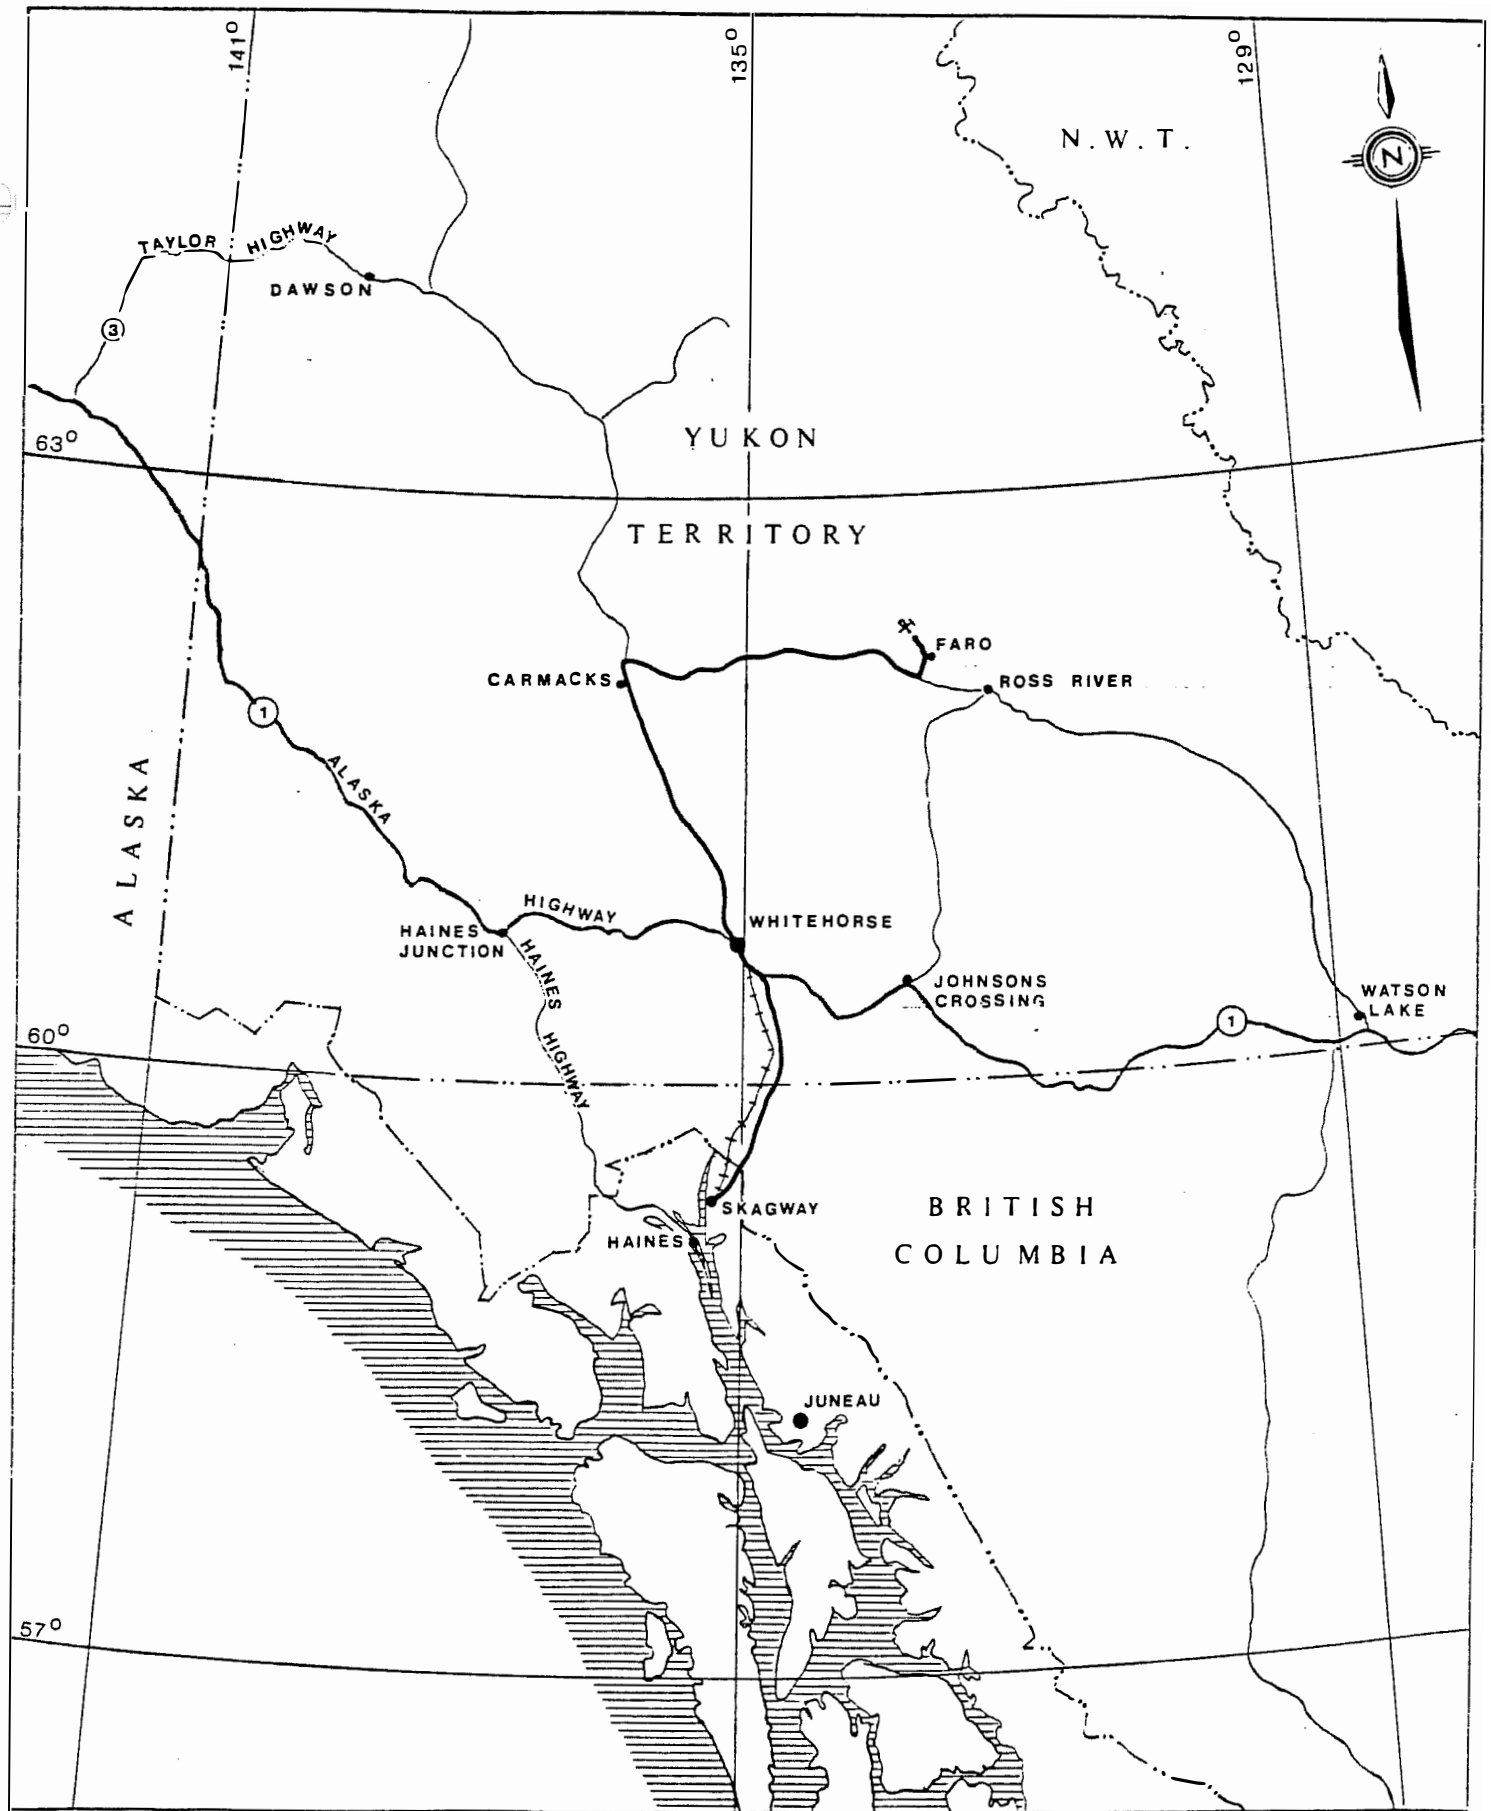 141°
135°
129°
N.W.T.
N
TAYLOR HIGHWAY
DAWSON
3
63°
YUKON
TERRITORY
FARO
CARMACKS
ROSS RIVER
1
ALASKA
ALASKA
HIGHWAY
WHITEHORSE
HAINES
JUNCTION
HAINES
HIGHWAY
JOHNSONS
CROSSING
WATSON
LAKE
1
60°
SKAGWAY
BRITISH
COLUMBIA
HAINES
JUNEAU
57°